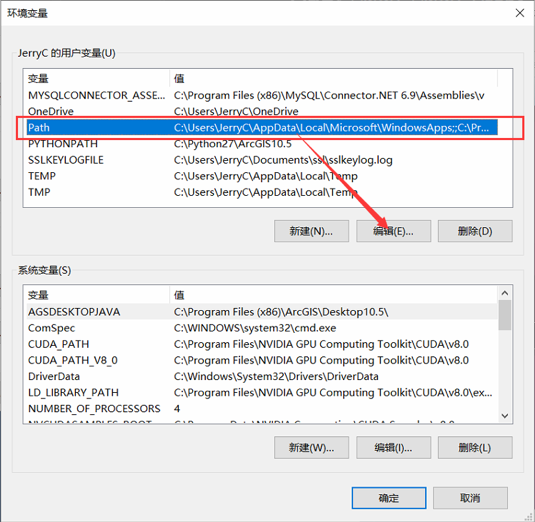 环境变量
JerryC 的用户变量(U)
变量 值
MYSQLCONNECTOR_ASSE... C:\Program Files (x86)\MySQL\Connector.NET 6.9\Assemblies\v
OneDrive C:\Users\JerryC\OneDrive
Path C:\Users\JerryC\AppData\Local\Microsoft\WindowsApps;;C:\Pr...
PYTHONPATH C:\Python27\ArcGIS10.5
SSLKEYLOGFILE C:\Users\JerryC\Documents\ssl\sslkeylog.log
TEMP C:\Users\JerryC\AppData\Local\Temp
TMP C:\Users\JerryC\AppData\Local\Temp
新建(N)... 编辑(E)... 删除(D)
系统变量(S)
变量 值
AGSDESKTOPJAVA C:\Program Files (x86)\ArcGIS\Desktop10.5\
ComSpec C:\WINDOWS\system32\cmd.exe
CUDA_PATH C:\Program Files\NVIDIA GPU Computing Toolkit\CUDA\v8.0
CUDA_PATH_V8_0 C:\Program Files\NVIDIA GPU Computing Toolkit\CUDA\v8.0
DriverData C:\Windows\System32\Drivers\DriverData
LD_LIBRARY_PATH C:\Program Files\NVIDIA GPU Computing Toolkit\CUDA\v8.0\ex...
NUMBER_OF_PROCESSORS 4
新建(W)... 编辑(I)... 删除(L)
确定 取消